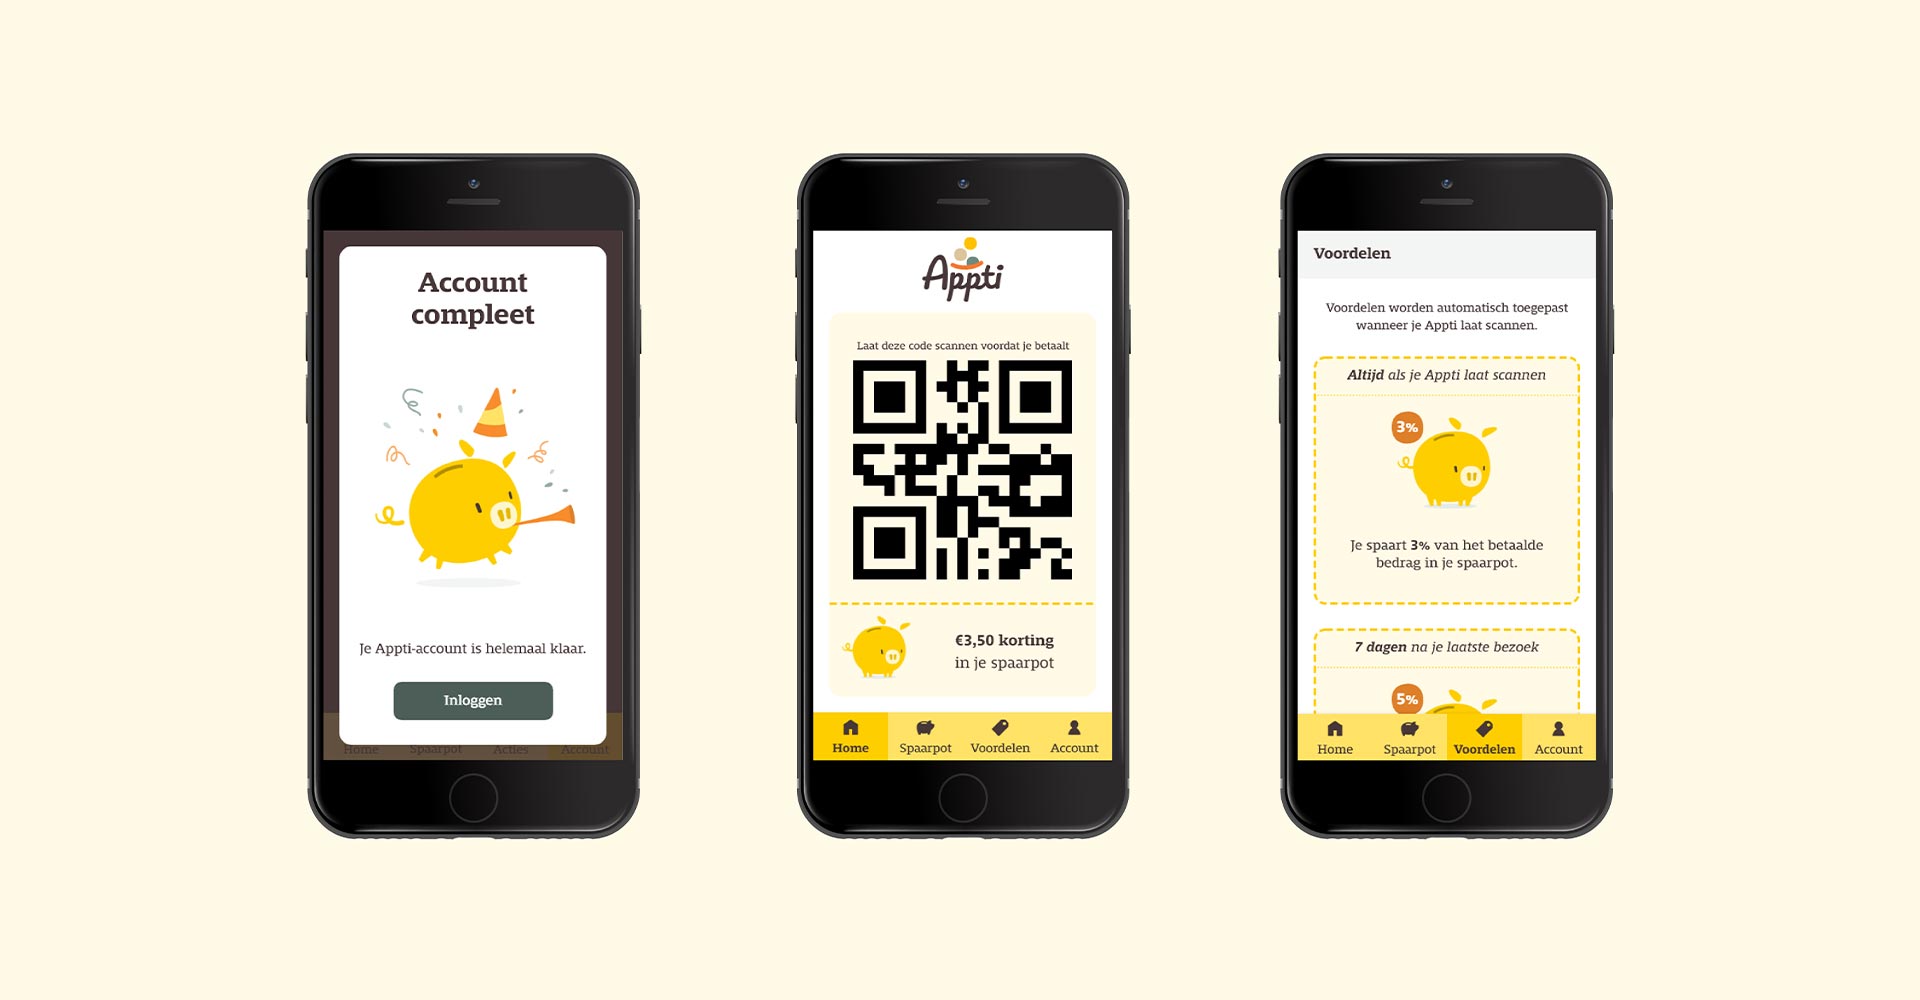 Account
compleet
Je Appti-account is helemaal klaar.
Inloggen
Home Spaarpot Acties Account
Appti
Laat deze code scannen voordat je betaalt
€3,50 korting
in je spaarpot
Home Spaarpot Voordelen Account
Voordelen
Voordelen worden automatisch toegepast
wanneer je Appti laat scannen.
Altijd als je Appti laat scannen
3%
Je spaart 3% van het betaalde
bedrag in je spaarpot.
7 dagen na je laatste bezoek
5%
Home Spaarpot Voordelen Account